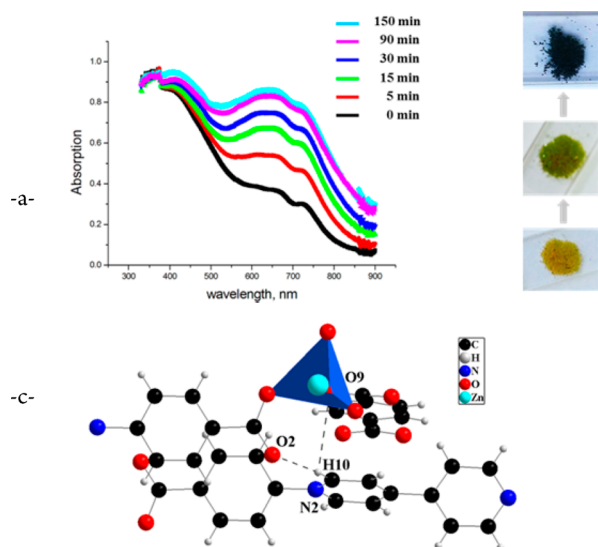 -a-
150 min
90 min
30 min
15 min
5 min
0 min
1.0
0.8
0.6
0.4
0.2
0.0
Absorption
300 400 500 600 700 800 900
wavelength, nm
-c-
O9
O2
H10
N2
C
H
N
O
Zn